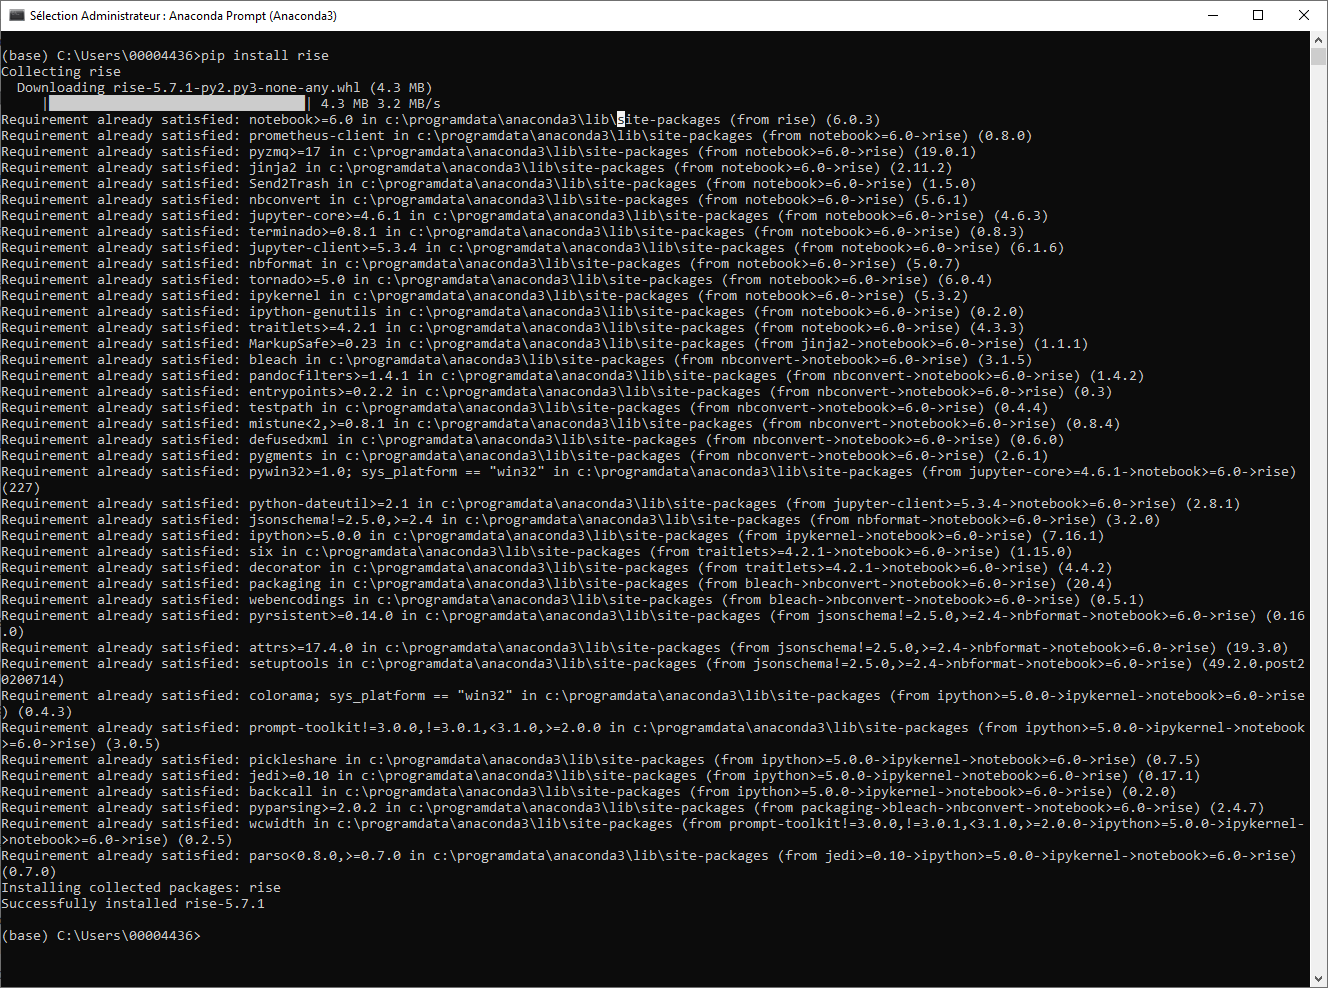 Sélection Administrateur : Anaconda Prompt (Anaconda3)
(base) C:\Users\00004436>pip install rise
Collecting rise
  Downloading rise-5.7.1-py2.py3-none-any.whl (4.3 MB)
     |████████████████████████████████| 4.3 MB 3.2 MB/s
Requirement already satisfied: notebook>=6.0 in c:\programdata\anaconda3\lib\site-packages (from rise) (6.0.3)
Requirement already satisfied: prometheus-client in c:\programdata\anaconda3\lib\site-packages (from notebook>=6.0->rise) (0.8.0)
Requirement already satisfied: pyzmq>=17 in c:\programdata\anaconda3\lib\site-packages (from notebook>=6.0->rise) (19.0.1)
Requirement already satisfied: jinja2 in c:\programdata\anaconda3\lib\site-packages (from notebook>=6.0->rise) (2.11.2)
Requirement already satisfied: Send2Trash in c:\programdata\anaconda3\lib\site-packages (from notebook>=6.0->rise) (1.5.0)
Requirement already satisfied: nbconvert in c:\programdata\anaconda3\lib\site-packages (from notebook>=6.0->rise) (5.6.1)
Requirement already satisfied: jupyter-core>=4.6.1 in c:\programdata\anaconda3\lib\site-packages (from notebook>=6.0->rise) (4.6.3)
Requirement already satisfied: terminado>=0.8.1 in c:\programdata\anaconda3\lib\site-packages (from notebook>=6.0->rise) (0.8.3)
Requirement already satisfied: jupyter-client>=5.3.4 in c:\programdata\anaconda3\lib\site-packages (from notebook>=6.0->rise) (6.1.6)
Requirement already satisfied: nbformat in c:\programdata\anaconda3\lib\site-packages (from notebook>=6.0->rise) (5.0.7)
Requirement already satisfied: tornado>=5.0 in c:\programdata\anaconda3\lib\site-packages (from notebook>=6.0->rise) (6.0.4)
Requirement already satisfied: ipykernel in c:\programdata\anaconda3\lib\site-packages (from notebook>=6.0->rise) (5.3.2)
Requirement already satisfied: ipython-genutils in c:\programdata\anaconda3\lib\site-packages (from notebook>=6.0->rise) (0.2.0)
Requirement already satisfied: traitlets>=4.2.1 in c:\programdata\anaconda3\lib\site-packages (from notebook>=6.0->rise) (4.3.3)
Requirement already satisfied: MarkupSafe>=0.23 in c:\programdata\anaconda3\lib\site-packages (from jinja2->notebook>=6.0->rise) (1.1.1)
Requirement already satisfied: bleach in c:\programdata\anaconda3\lib\site-packages (from nbconvert->notebook>=6.0->rise) (3.1.5)
Requirement already satisfied: pandocfilters>=1.4.1 in c:\programdata\anaconda3\lib\site-packages (from nbconvert->notebook>=6.0->rise) (1.4.2)
Requirement already satisfied: entrypoints>=0.2.2 in c:\programdata\anaconda3\lib\site-packages (from nbconvert->notebook>=6.0->rise) (0.3)
Requirement already satisfied: testpath in c:\programdata\anaconda3\lib\site-packages (from nbconvert->notebook>=6.0->rise) (0.4.4)
Requirement already satisfied: mistune<2,>=0.8.1 in c:\programdata\anaconda3\lib\site-packages (from nbconvert->notebook>=6.0->rise) (0.8.4)
Requirement already satisfied: defusedxml in c:\programdata\anaconda3\lib\site-packages (from nbconvert->notebook>=6.0->rise) (0.6.0)
Requirement already satisfied: pygments in c:\programdata\anaconda3\lib\site-packages (from nbconvert->notebook>=6.0->rise) (2.6.1)
Requirement already satisfied: pywin32>=1.0; sys_platform == "win32" in c:\programdata\anaconda3\lib\site-packages (from jupyter-core>=4.6.1->notebook>=6.0->rise)
(227)
Requirement already satisfied: python-dateutil>=2.1 in c:\programdata\anaconda3\lib\site-packages (from jupyter-client>=5.3.4->notebook>=6.0->rise) (2.8.1)
Requirement already satisfied: jsonschema!=2.5.0,>=2.4 in c:\programdata\anaconda3\lib\site-packages (from nbformat->notebook>=6.0->rise) (3.2.0)
Requirement already satisfied: ipython>=5.0.0 in c:\programdata\anaconda3\lib\site-packages (from ipykernel->notebook>=6.0->rise) (7.16.1)
Requirement already satisfied: six in c:\programdata\anaconda3\lib\site-packages (from traitlets>=4.2.1->notebook>=6.0->rise) (1.15.0)
Requirement already satisfied: decorator in c:\programdata\anaconda3\lib\site-packages (from traitlets>=4.2.1->notebook>=6.0->rise) (4.4.2)
Requirement already satisfied: packaging in c:\programdata\anaconda3\lib\site-packages (from bleach->nbconvert->notebook>=6.0->rise) (20.4)
Requirement already satisfied: webencodings in c:\programdata\anaconda3\lib\site-packages (from bleach->nbconvert->notebook>=6.0->rise) (0.5.1)
Requirement already satisfied: pyrsistent>=0.14.0 in c:\programdata\anaconda3\lib\site-packages (from jsonschema!=2.5.0,>=2.4->nbformat->notebook>=6.0->rise) (0.16
.0)
Requirement already satisfied: attrs>=17.4.0 in c:\programdata\anaconda3\lib\site-packages (from jsonschema!=2.5.0,>=2.4->nbformat->notebook>=6.0->rise) (19.3.0)
Requirement already satisfied: setuptools in c:\programdata\anaconda3\lib\site-packages (from jsonschema!=2.5.0,>=2.4->nbformat->notebook>=6.0->rise) (49.2.0.post2
0200714)
Requirement already satisfied: colorama; sys_platform == "win32" in c:\programdata\anaconda3\lib\site-packages (from ipython>=5.0.0->ipykernel->notebook>=6.0->rise
) (0.4.3)
Requirement already satisfied: prompt-toolkit!=3.0.0,!=3.0.1,<3.1.0,>=2.0.0 in c:\programdata\anaconda3\lib\site-packages (from ipython>=5.0.0->ipykernel->notebook
>=6.0->rise) (3.0.5)
Requirement already satisfied: pickleshare in c:\programdata\anaconda3\lib\site-packages (from ipython>=5.0.0->ipykernel->notebook>=6.0->rise) (0.7.5)
Requirement already satisfied: jedi>=0.10 in c:\programdata\anaconda3\lib\site-packages (from ipython>=5.0.0->ipykernel->notebook>=6.0->rise) (0.17.1)
Requirement already satisfied: backcall in c:\programdata\anaconda3\lib\site-packages (from ipython>=5.0.0->ipykernel->notebook>=6.0->rise) (0.2.0)
Requirement already satisfied: pyparsing>=2.0.2 in c:\programdata\anaconda3\lib\site-packages (from packaging->bleach->nbconvert->notebook>=6.0->rise) (2.4.7)
Requirement already satisfied: wcwidth in c:\programdata\anaconda3\lib\site-packages (from prompt-toolkit!=3.0.0,!=3.0.1,<3.1.0,>=2.0.0->ipython>=5.0.0->ipykernel-
>notebook>=6.0->rise) (0.2.5)
Requirement already satisfied: parso<0.8.0,>=0.7.0 in c:\programdata\anaconda3\lib\site-packages (from jedi>=0.10->ipython>=5.0.0->ipykernel->notebook>=6.0->rise)
(0.7.0)
Installing collected packages: rise
Successfully installed rise-5.7.1
(base) C:\Users\00004436>